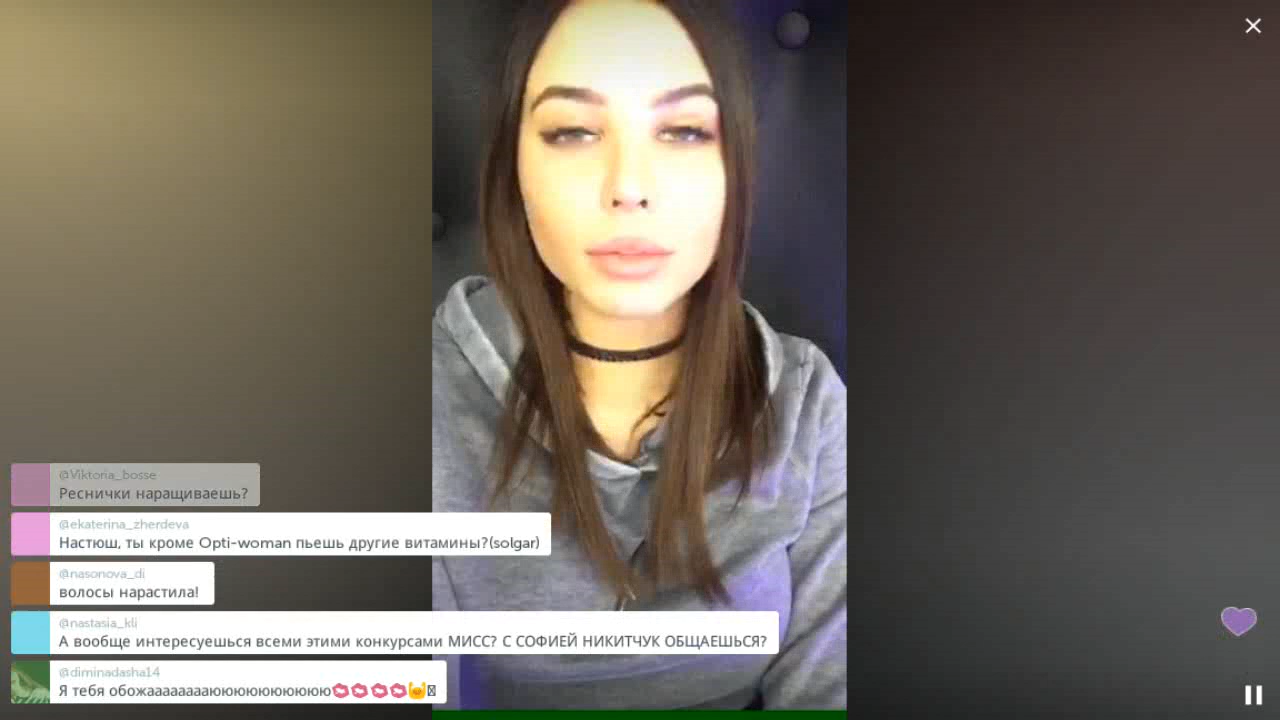 @Viktoria_bosse
Реснички наращиваешь?
@ekaterina_zherdeva
Настюш, ты кроме Opti-woman пьешь другие витамины?(solgar)
@nasonova_di
волосы нарастила!
@nastasia_kli
А вообще интересуешься всеми этими конкурсами МИСС? С СОФИЕЙ НИКИТЧУК ОБЩАЕШЬСЯ?
@diminadasha14
Я тебя обожааааааааюююююююююю